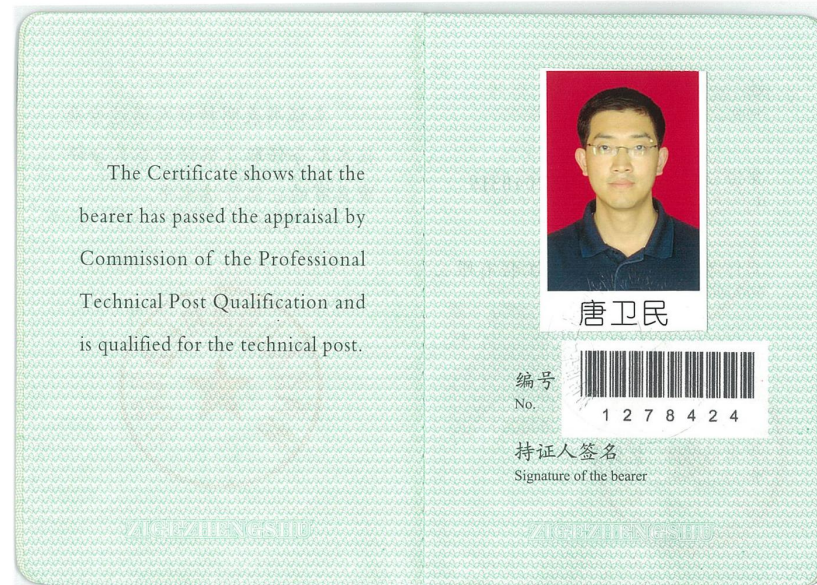 The Certificate shows that the
bearer has passed the appraisal by
Commission of the Professional
Technical Post Qualification and
is qualified for the technical post.
唐卫民
编号
No.
1278424
持证人签名
Signature of the bearer